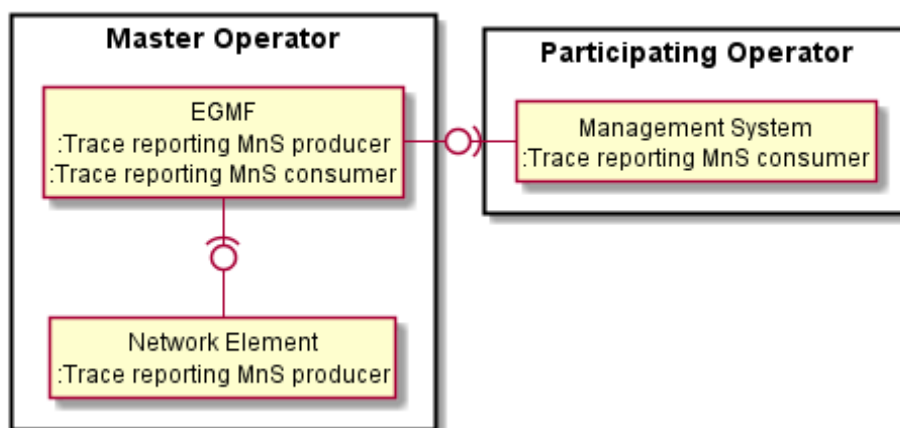 Master Operator
EGMF
:Trace reporting MnS producer
:Trace reporting MnS consumer
Network Element
:Trace reporting MnS producer
Participating Operator
Management System
:Trace reporting MnS consumer